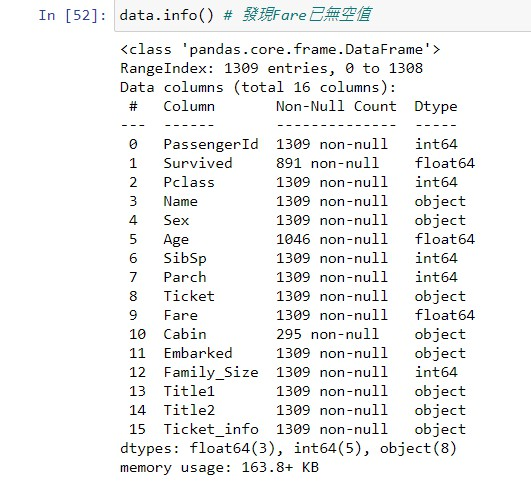 In [52]: data.info() # 發現Fare已無空值
<class 'pandas.core.frame.DataFrame'>
RangeIndex: 1309 entries, 0 to 1308
Data columns (total 16 columns):
 #   Column       Non-Null Count  Dtype
---  ------       --------------  -----
 0   PassengerId  1309 non-null   int64
 1   Survived     891 non-null    float64
 2   Pclass       1309 non-null   int64
 3   Name         1309 non-null   object
 4   Sex          1309 non-null   object
 5   Age          1046 non-null   float64
 6   SibSp        1309 non-null   int64
 7   Parch        1309 non-null   int64
 8   Ticket       1309 non-null   object
 9   Fare         1309 non-null   float64
 10  Cabin        295 non-null    object
 11  Embarked     1309 non-null   object
 12  Family_Size  1309 non-null   int64
 13  Title1       1309 non-null   object
 14  Title2       1309 non-null   object
 15  Ticket_info  1309 non-null   object
dtypes: float64(3), int64(5), object(8)
memory usage: 163.8+ KB